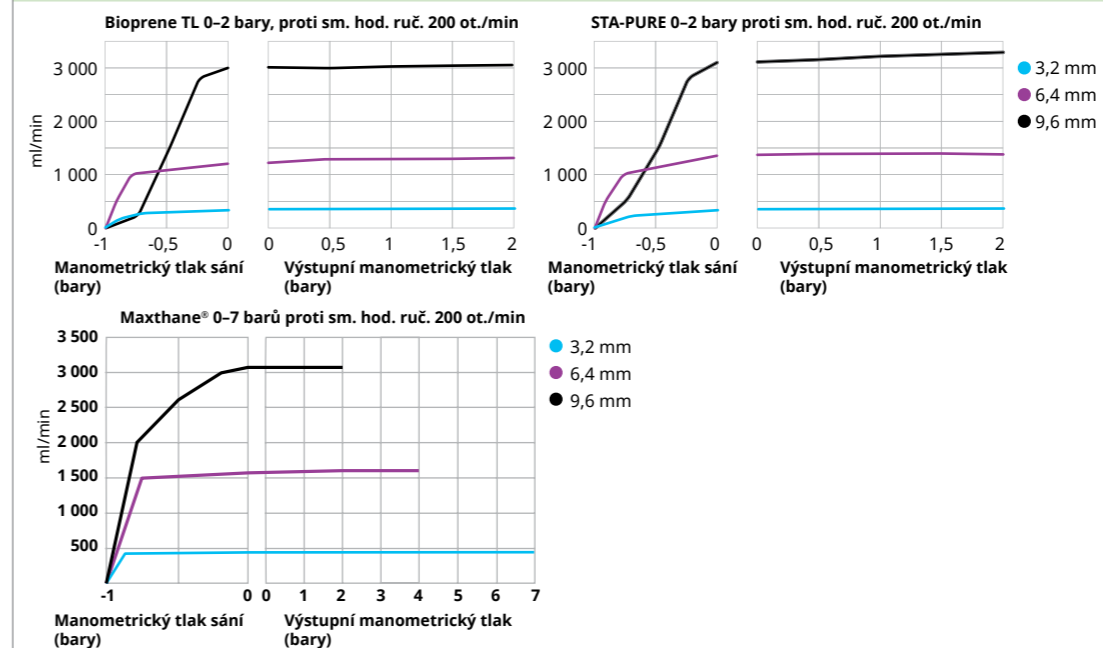 Bioprene TL 0–2 bary, proti sm. hod. ruč. 200 ot./min
3 000
2 000
1 000
0
ml/min
-1 -0,5 0 0 0,5 1 1,5 2
Manometrický tlak sání
(bary)
Výstupní manometrický tlak
(bary)
STA-PURE 0–2 bary proti sm. hod. ruč. 200 ot./min
3 000
2 000
1 000
0
-1 -0,5 0 0 0,5 1 1,5 2
Manometrický tlak sání
(bary)
Výstupní manometrický tlak
(bary)
3,2 mm
6,4 mm
9,6 mm
Maxthane® 0–7 barů proti sm. hod. ruč. 200 ot./min
3 500
3 000
2 500
2 000
1 500
1 000
500
ml/min
-1 0 0 1 2 3 4 5 6 7
Manometrický tlak sání
(bary)
Výstupní manometrický tlak
(bary)
3,2 mm
6,4 mm
9,6 mm